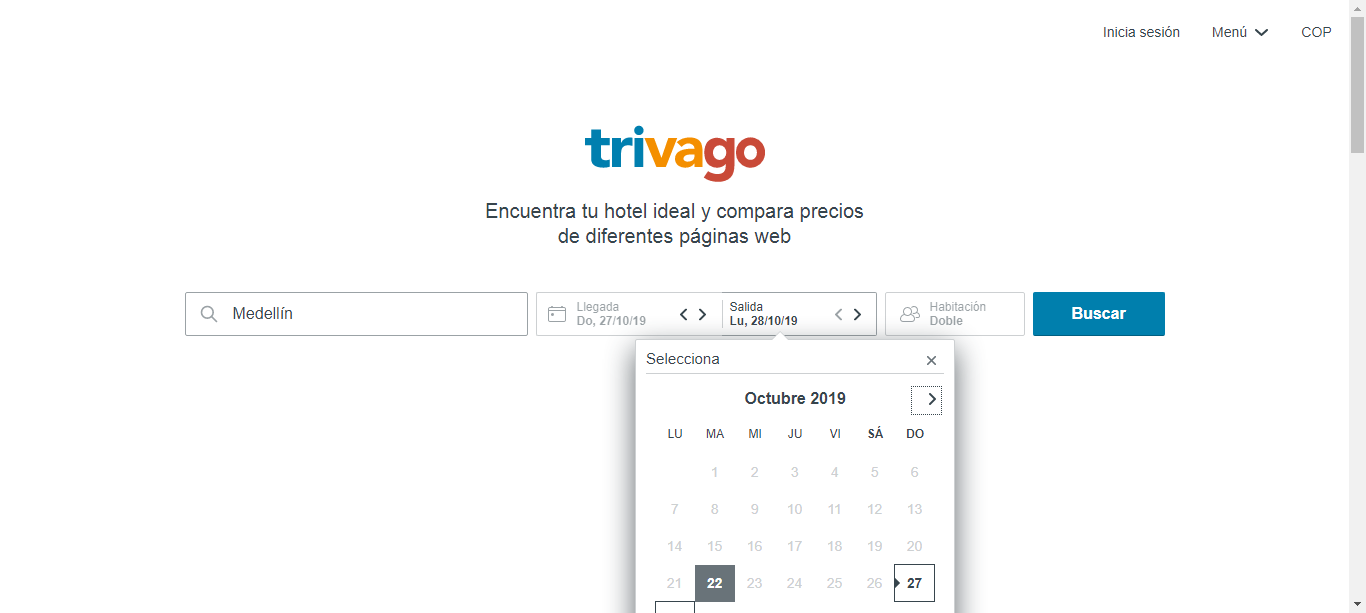 Inicia sesión Menú COP
trivago
Encuentra tu hotel ideal y compara precios
de diferentes páginas web
Medellín
Llegada
Do, 27/10/19
Salida
Lu, 28/10/19
Habitación
Doble
Buscar
Selecciona
Octubre 2019
LU MA MI JU VI SÁ DO
1 2 3 4 5 6
7 8 9 10 11 12 13
14 15 16 17 18 19 20
21 22 23 24 25 26 27